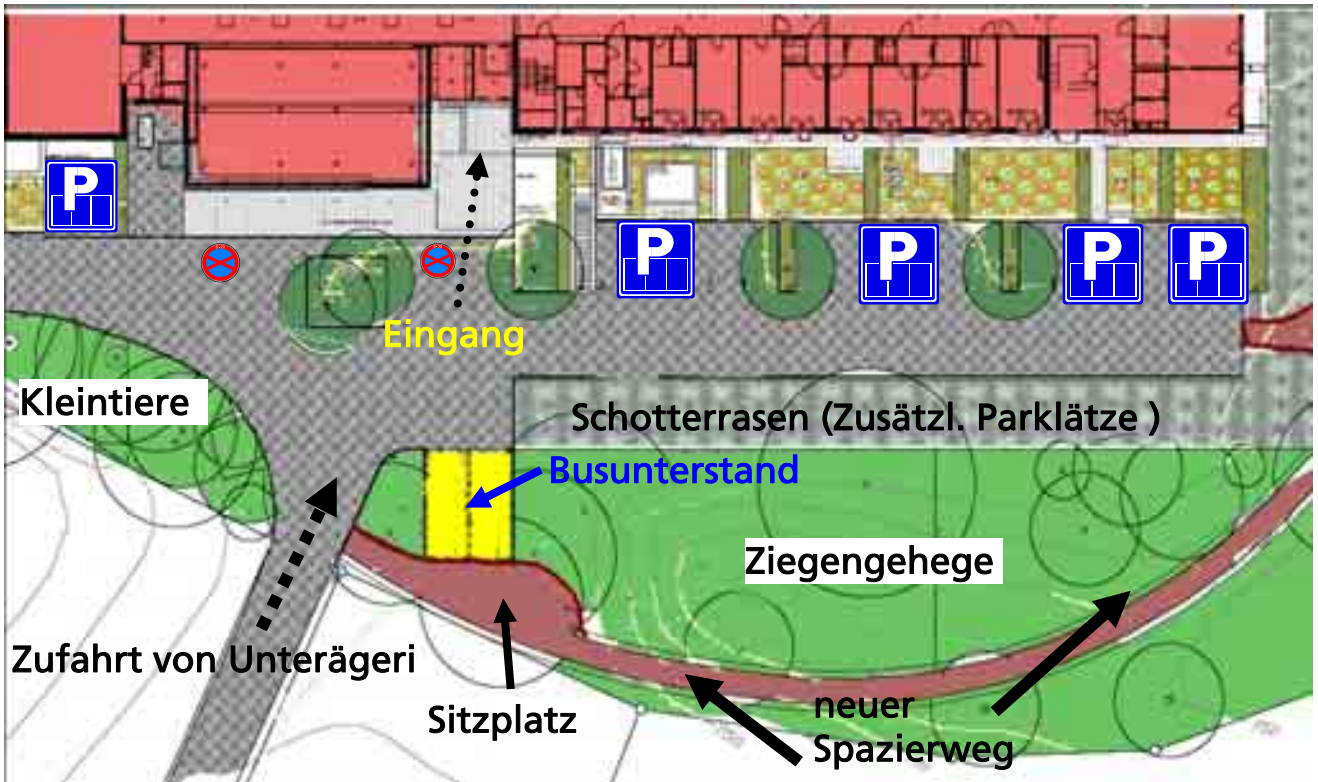 P
P
P
P
P
Eingang
Kleintiere
Schotterrasen (Zusätzl. Parklätze )
Busunterstand
Ziegengehege
Zufahrt von Unterägeri
Sitzplatz
neuer
Spazierweg